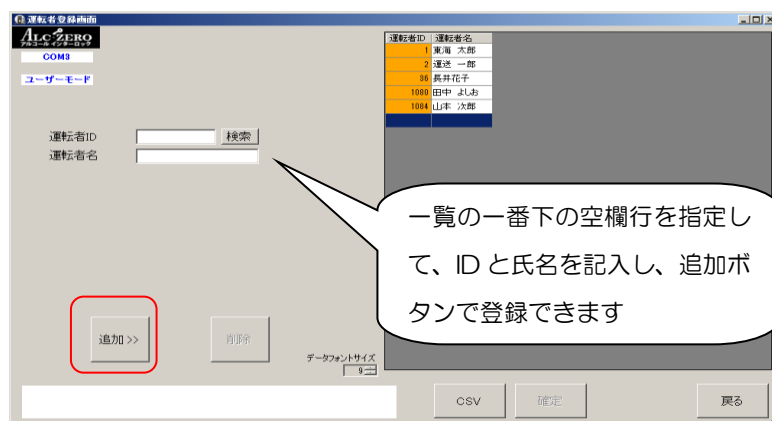 運転者登録画面
ALC ZERO
アルコールインターロック
COM3
ユーザーモード
運転者ID 検索
運転者名
運転者ID 運転者名
1 東海 太郎
2 運送 一郎
36 長井花子
1080 田中 よしお
1084 山本 次郎
一覧の一番下の空欄行を指定し
て、IDと氏名を記入し、追加ボ
タンで登録できます
追加>> 削除
データフォントサイズ
9
CSV 確定 戻る